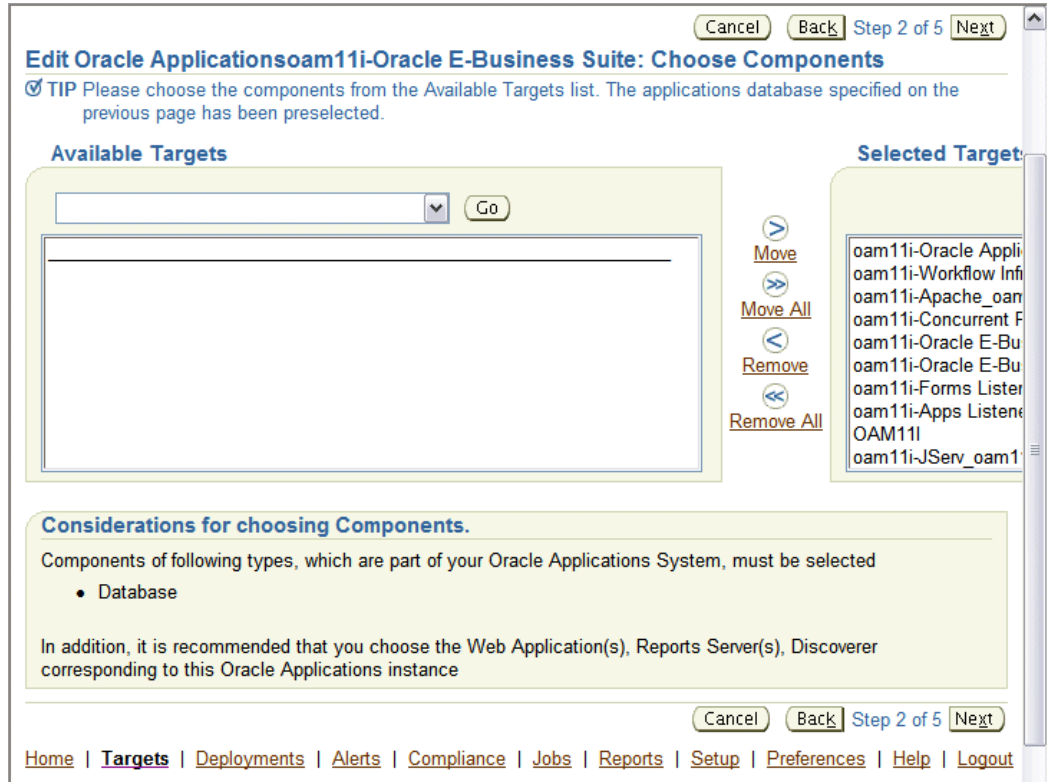 Cancel Back Step 2 of 5 Next
Edit Oracle Applicationsoam11i-Oracle E-Business Suite: Choose Components
TIP Please choose the components from the Available Targets list. The applications database specified on the
previous page has been preselected.
Available Targets
Selected Targets
Go
Move
Move All
Remove
Remove All
oam11i-Oracle Appli
oam11i-Workflow Infr
oam11i-Apache_oam
oam11i-Concurrent P
oam11i-Oracle E-Bu
oam11i-Oracle E-Bu
oam11i-Forms Listen
oam11i-Apps Listene
OAM11I
oam11i-JServ_oam11
Considerations for choosing Components.
Components of following types, which are part of your Oracle Applications System, must be selected
• Database
In addition, it is recommended that you choose the Web Application(s), Reports Server(s), Discoverer
corresponding to this Oracle Applications instance
Cancel Back Step 2 of 5 Next
Home | Targets | Deployments | Alerts | Compliance | Jobs | Reports | Setup | Preferences | Help | Logout